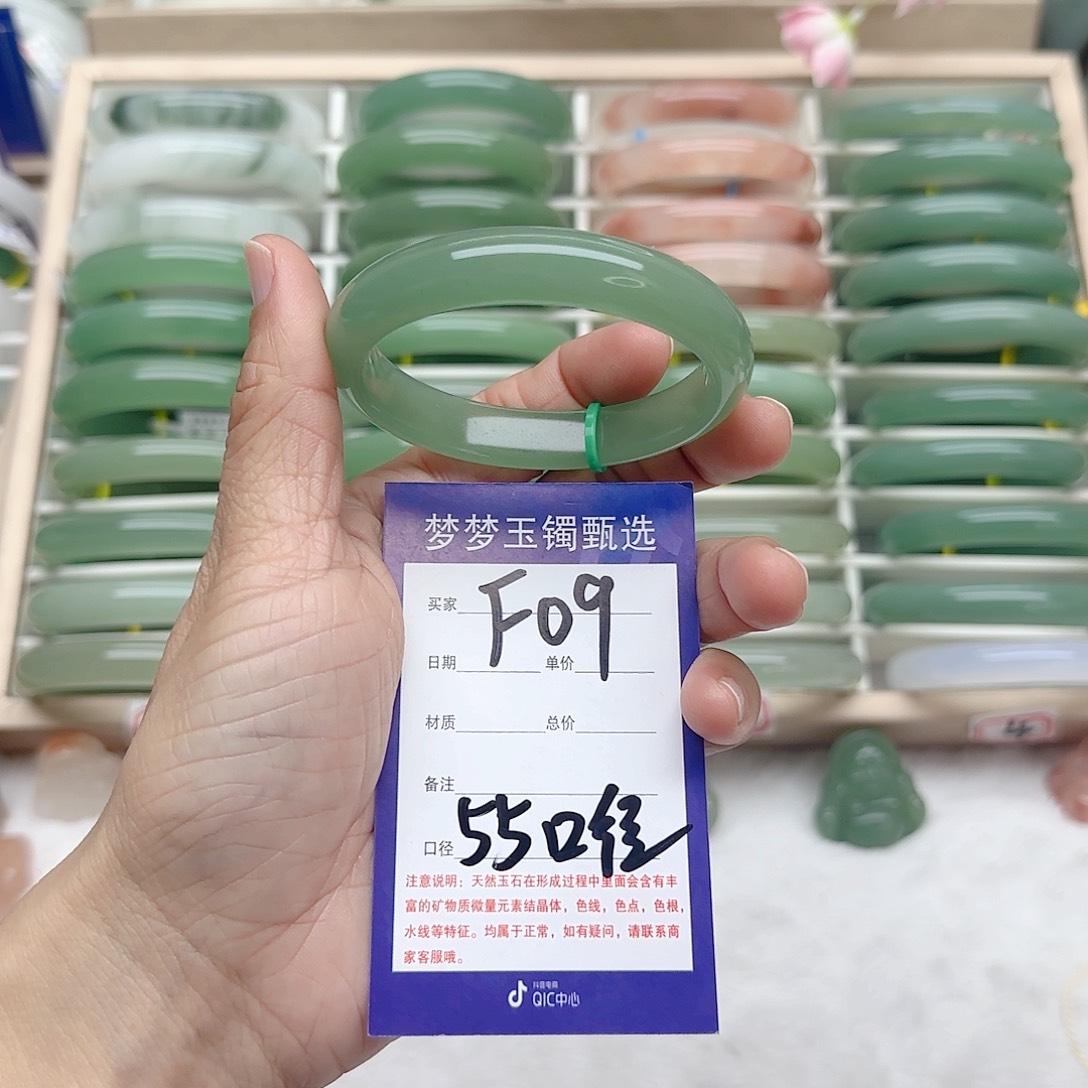 梦梦玉镯甄选
买家 F09
日期 单价
材质 总价
备注
口径 55口径
注意说明：天然玉石在形成过程中里面会含有丰
富的矿物质微量元素结晶体，色线，色点，色根，
水线等特征。均属于正常，如有疑问，请联系商
家客服哦。
抖音电商
QIC中心